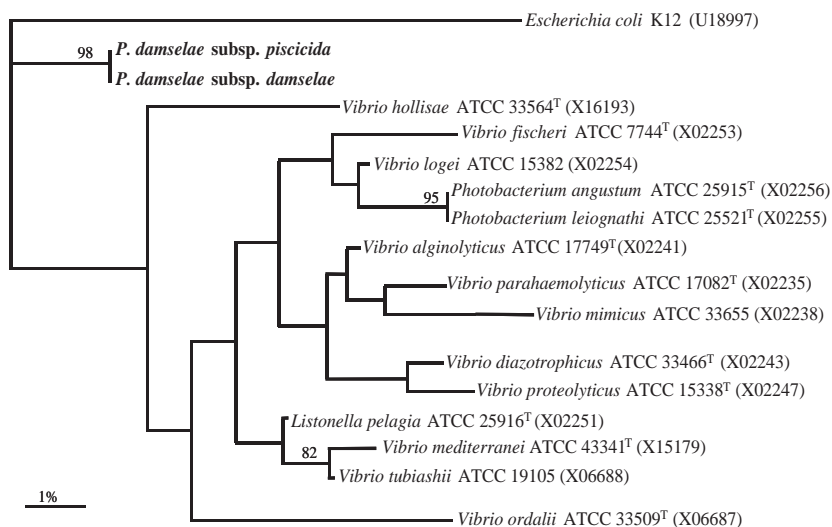 Escherichia coli K12 (U18997)
98
P. damselae subsp. piscicida
P. damselae subsp. damselae
Vibrio hollisae ATCC 33564T (X16193)
Vibrio fischeri ATCC 7744T (X02253)
Vibrio logei ATCC 15382 (X02254)
95
Photobacterium angustum ATCC 25915T (X02256)
Photobacterium leiognathi ATCC 25521T (X02255)
Vibrio alginolyticus ATCC 17749T (X02241)
Vibrio parahaemolyticus ATCC 17082T (X02235)
Vibrio mimicus ATCC 33655 (X02238)
Vibrio diazotrophicus ATCC 33466T (X02243)
Vibrio proteolyticus ATCC 15338T (X02247)
Listonella pelagia ATCC 25916T (X02251)
82
Vibrio mediterranei ATCC 43341T (X15179)
Vibrio tubiashii ATCC 19105 (X06688)
1%
Vibrio ordalii ATCC 33509T (X06687)